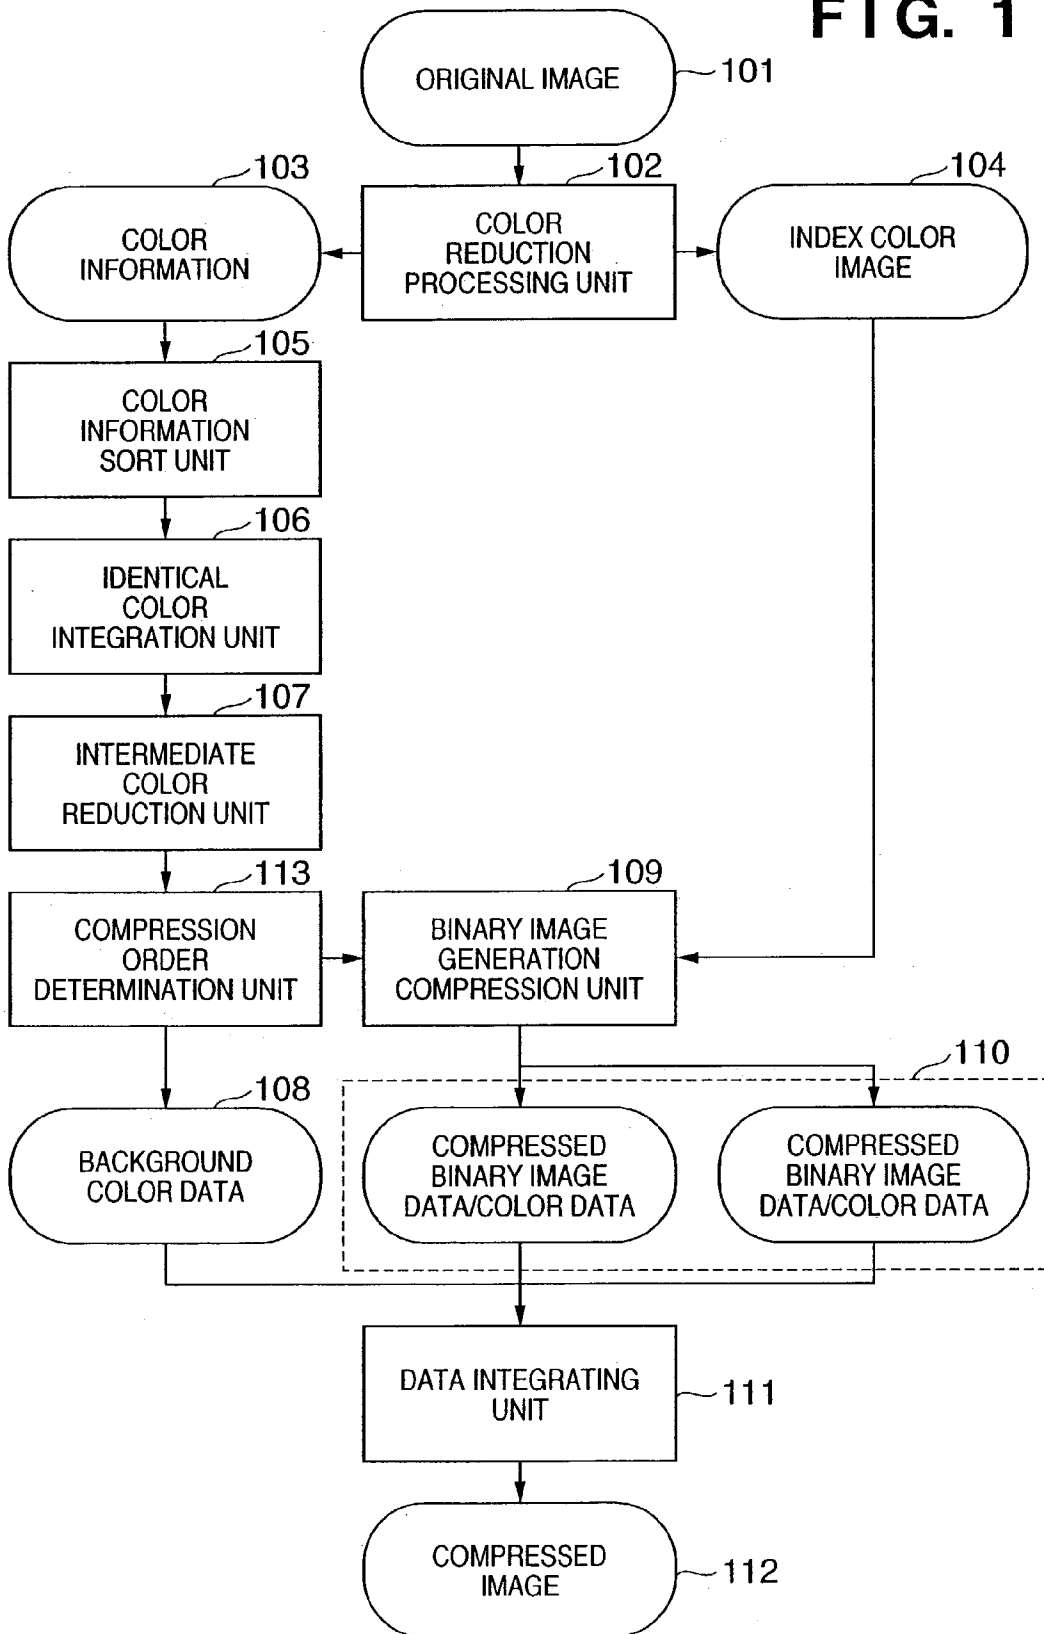 FIG. 1
ORIGINAL IMAGE
101
103
102
104
COLOR
INFORMATION
COLOR
REDUCTION
PROCESSING UNIT
INDEX COLOR
IMAGE
105
COLOR
INFORMATION
SORT UNIT
106
IDENTICAL
COLOR
INTEGRATION UNIT
107
INTERMEDIATE
COLOR
REDUCTION UNIT
113
109
COMPRESSION
ORDER
DETERMINATION UNIT
BINARY IMAGE
GENERATION
COMPRESSION UNIT
110
108
BACKGROUND
COLOR DATA
COMPRESSED
BINARY IMAGE
DATA/COLOR DATA
COMPRESSED
BINARY IMAGE
DATA/COLOR DATA
DATA INTEGRATING
UNIT
111
COMPRESSED
IMAGE
112